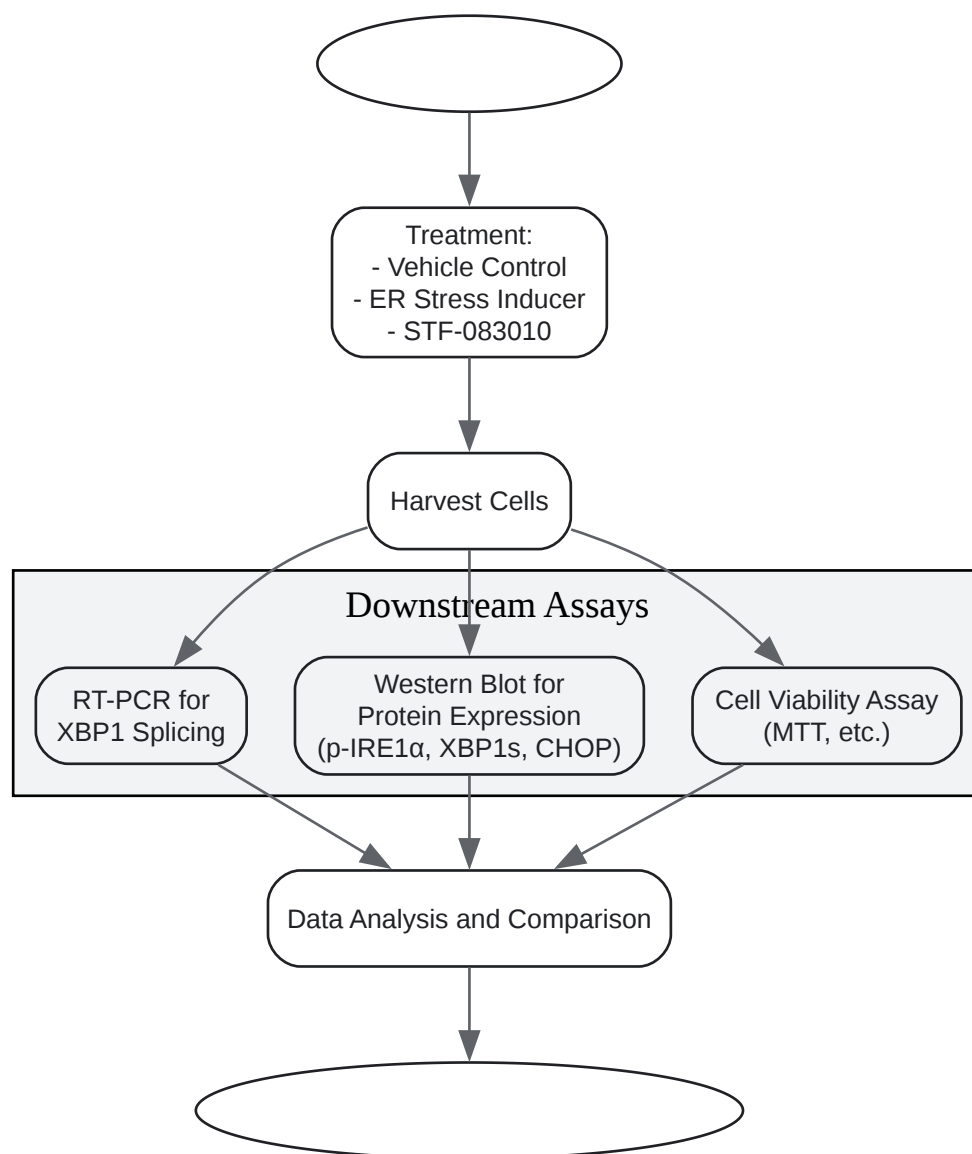 Treatment:
- Vehicle Control
- ER Stress Inducer
- STF-083010
Harvest Cells
Downstream Assays
RT-PCR for
XBP1 Splicing
Western Blot for
Protein Expression
(p-IRE1α, XBP1s, CHOP)
Cell Viability Assay
(MTT, etc.)
Data Analysis and Comparison